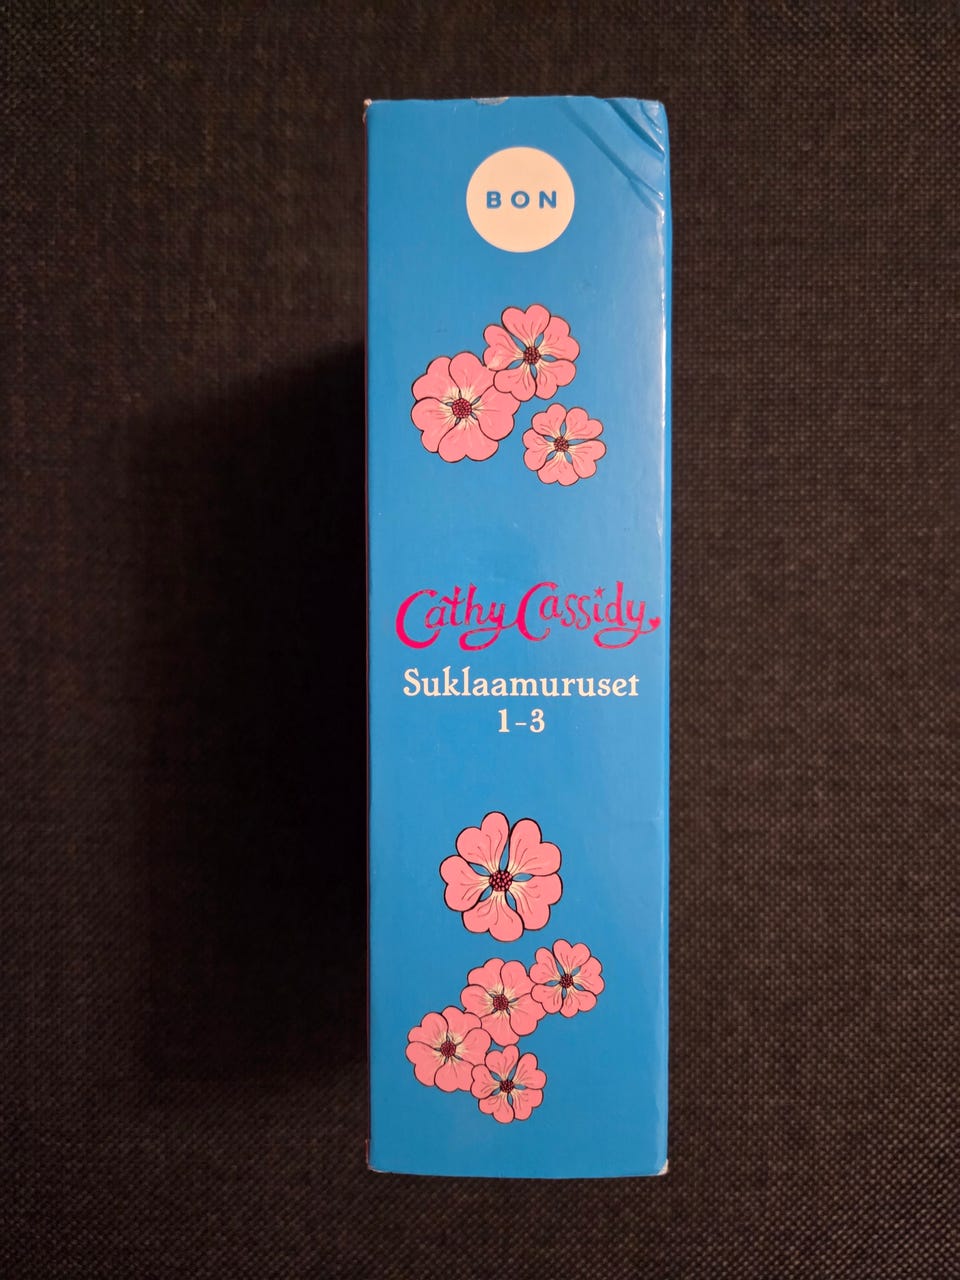 BON
Cathy Cassidy
Suklaamuruset
1-3